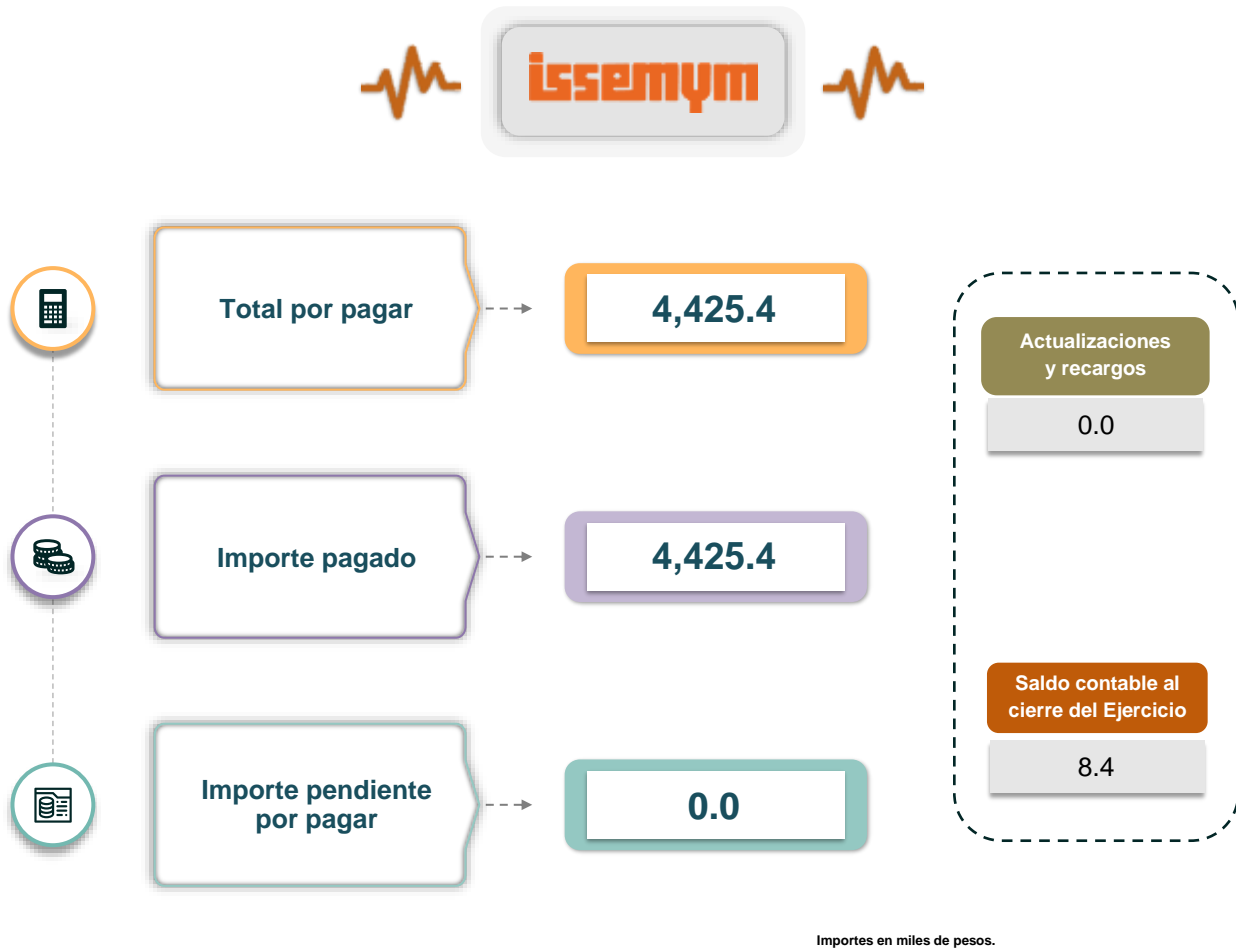 issemym
Total por pagar
4,425.4
Actualizaciones
y recargos
0.0
Importe pagado
4,425.4
Saldo contable al
cierre del Ejercicio
8.4
Importe pendiente
por pagar
0.0
Importes en miles de pesos.